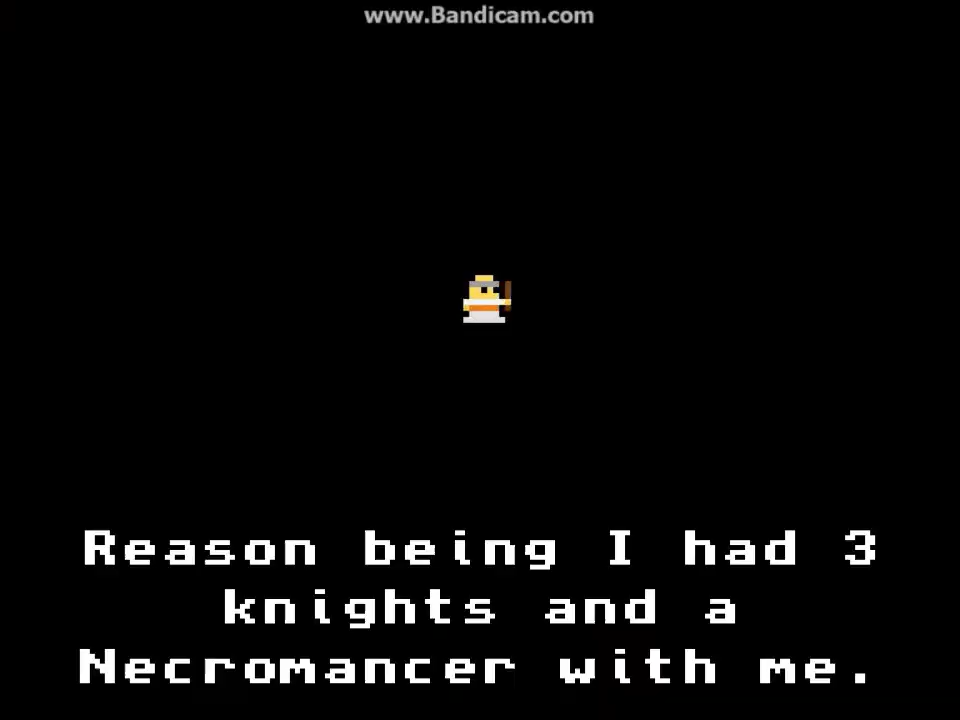 www.Bandicam.com
Reason being I had 3
knights and a
Necromancer with me.